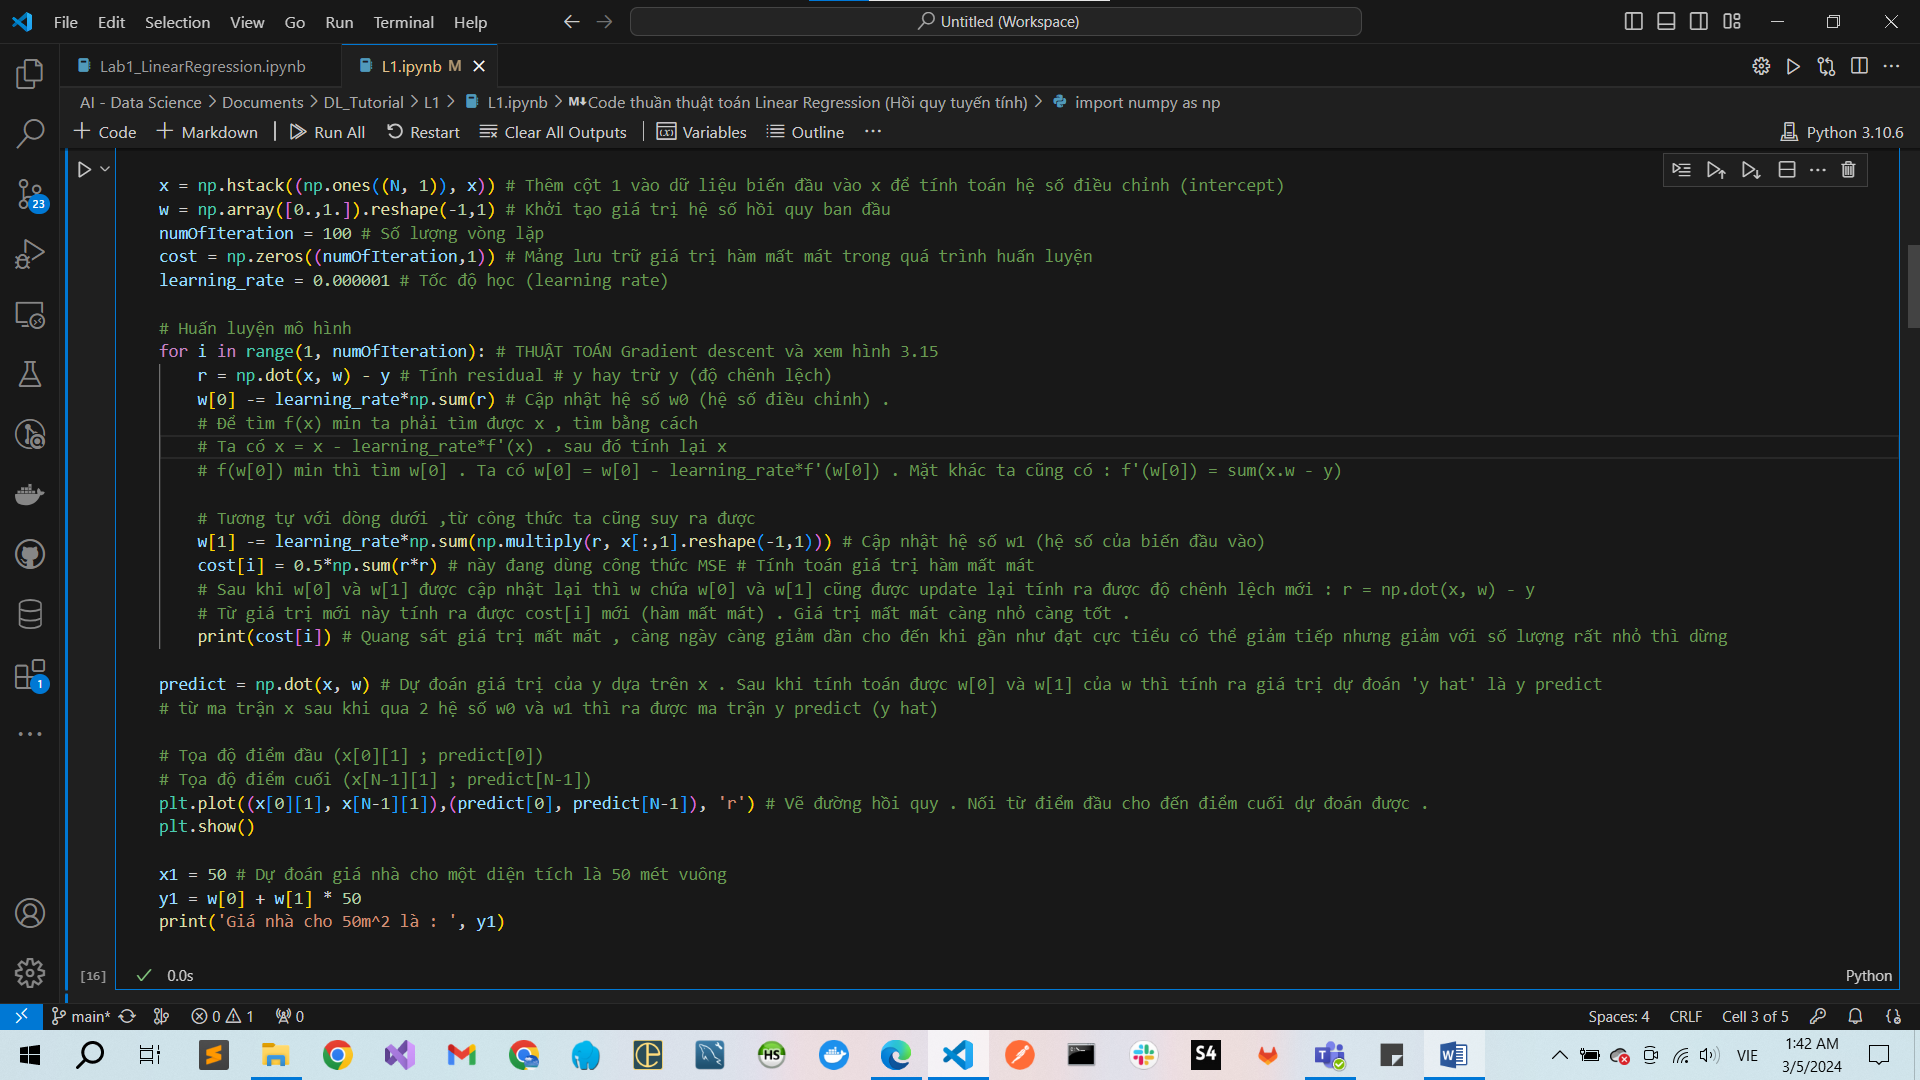 File Edit Selection View Go Run Terminal Help
Untitled (Workspace)
Lab1_LinearRegression.ipynb
L1.ipynb M
AI - Data Science > Documents > DL_Tutorial > L1 > L1.ipynb > M↓Code thuần thuật toán Linear Regression (Hồi quy tuyến tính) > import numpy as np
+ Code + Markdown | Run All Restart Clear All Outputs | Variables Outline ...
Python 3.10.6
x = np.hstack((np.ones((N, 1)), x)) # Thêm cột 1 vào dữ liệu biến đầu vào x để tính toán hệ số điều chỉnh (intercept)
w = np.array([0.,1.]).reshape(-1,1) # Khởi tạo giá trị hệ số hồi quy ban đầu
numOfIteration = 100 # Số lượng vòng lặp
cost = np.zeros((numOfIteration,1)) # Mảng lưu trữ giá trị hàm mất mát trong quá trình huấn luyện
learning_rate = 0.000001 # Tốc độ học (learning rate)
# Huấn luyện mô hình
for i in range(1, numOfIteration): # THUẬT TOÁN Gradient descent và xem hình 3.15
r = np.dot(x, w) - y # Tính residual # y hay trừ y (độ chênh lệch)
w[0] -= learning_rate*np.sum(r) # Cập nhật hệ số w0 (hệ số điều chỉnh) .
# Để tìm f(x) min ta phải tìm được x , tìm bằng cách
# Ta có x = x - learning_rate*f'(x) . sau đó tính lại x
# f(w[0]) min thì tìm w[0] . Ta có w[0] = w[0] - learning_rate*f'(w[0]) . Mặt khác ta cũng có : f'(w[0]) = sum(x.w - y)
# Tương tự với dòng dưới ,từ công thức ta cũng suy ra được
w[1] -= learning_rate*np.sum(np.multiply(r, x[:,1].reshape(-1,1))) # Cập nhật hệ số w1 (hệ số của biến đầu vào)
cost[i] = 0.5*np.sum(r*r) # này đang dùng công thức MSE # Tính toán giá trị hàm mất mát
# Sau khi w[0] và w[1] được cập nhật lại thì w chứa w[0] và w[1] cũng được update lại tính ra được độ chênh lệch mới : r = np.dot(x, w) - y
# Từ giá trị mới này tính ra được cost[i] mới (hàm mất mát) . Giá trị mất mát càng nhỏ càng tốt .
print(cost[i]) # Quang sát giá trị mất mát , càng ngày càng giảm dần cho đến khi gần như đạt cực tiểu có thể giảm tiếp nhưng giảm với số lượng rất nhỏ thì dừng
predict = np.dot(x, w) # Dự đoán giá trị của y dựa trên x . Sau khi tính toán được w[0] và w[1] của w thì tính ra giá trị dự đoán 'y hat' là y predict
# từ ma trận x sau khi qua 2 hệ số w0 và w1 thì ra được ma trận y predict (y hat)
# Tọa độ điểm đầu (x[0][1] ; predict[0])
# Tọa độ điểm cuối (x[N-1][1] ; predict[N-1])
plt.plot((x[0][1], x[N-1][1]),(predict[0], predict[N-1]), 'r') # Vẽ đường hồi quy . Nối từ điểm đầu cho đến điểm cuối dự đoán được .
plt.show()
x1 = 50 # Dự đoán giá nhà cho một diện tích là 50 mét vuông
y1 = w[0] + w[1] * 50
print('Giá nhà cho 50m^2 là : ', y1)
[16] 0.0s
Python
23
1
main* 0 1 0
Spaces: 4 CRLF Cell 3 of 5
HS
S4
VIE
1:42 AM
3/5/2024